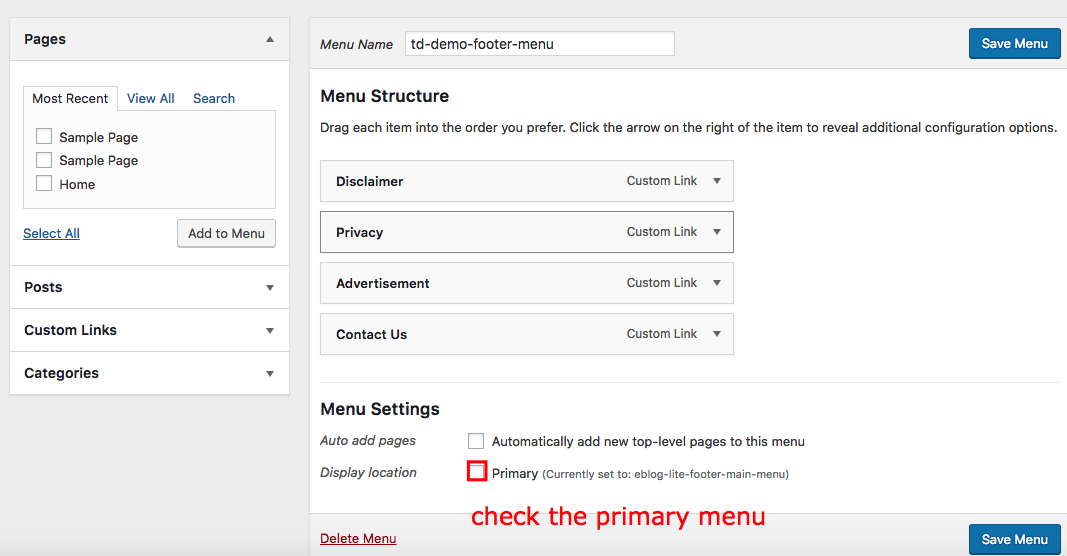 Pages
Most Recent View All Search
Sample Page
Sample Page
Home
Select All Add to Menu
Posts
Custom Links
Categories
Menu Name td-demo-footer-menu Save Menu
Menu Structure
Drag each item into the order you prefer. Click the arrow on the right of the item to reveal additional configuration options.
Disclaimer Custom Link
Privacy Custom Link
Advertisement Custom Link
Contact Us Custom Link
Menu Settings
Auto add pages Automatically add new top-level pages to this menu
Display location Primary (Currently set to: eblog-lite-footer-main-menu)
check the primary menu
Delete Menu Save Menu